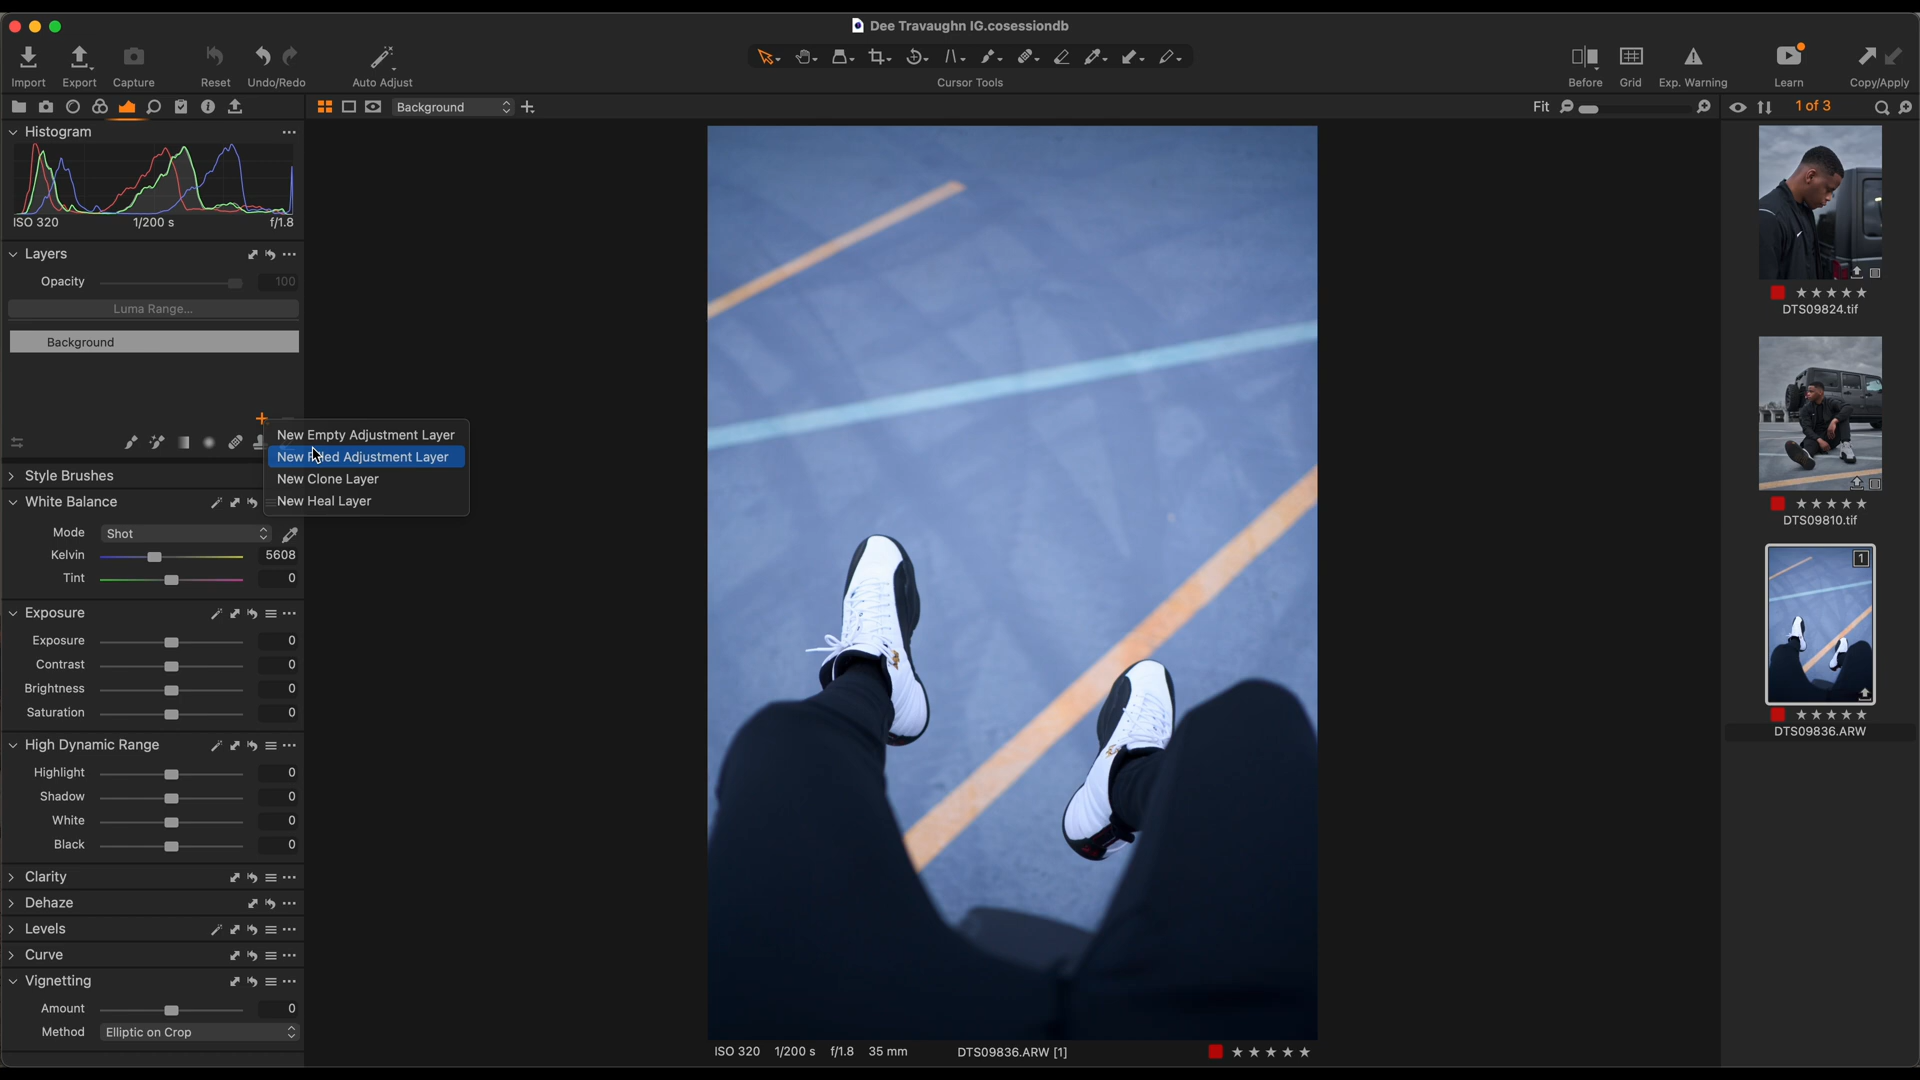 Dee Travaughn IG.cosessiondb
Import
Export
Capture
Reset
Undo/Redo
Auto Adjust
Cursor Tools
Before
Grid
Exp. Warning
Learn
Copy/Apply
Background
Fit
1 of 3
Histogram
ISO 320 1/200 s f/1.8
Layers
Opacity 100
Luma Range...
Background
New Empty Adjustment Layer
New Adjustment Layer
New Clone Layer
New Heal Layer
Style Brushes
White Balance
Mode Shot
Kelvin 5608
Tint 0
Exposure
Exposure 0
Contrast 0
Brightness 0
Saturation 0
High Dynamic Range
Highlight 0
Shadow 0
White 0
Black 0
Clarity
Dehaze
Levels
Curve
Vignetting
Amount 0
Method Elliptic on Crop
ISO 320 1/200 s f/1.8 35 mm DTS09836.ARW [1]
DTS09824.tif
DTS09810.tif
1
DTS09836.ARW